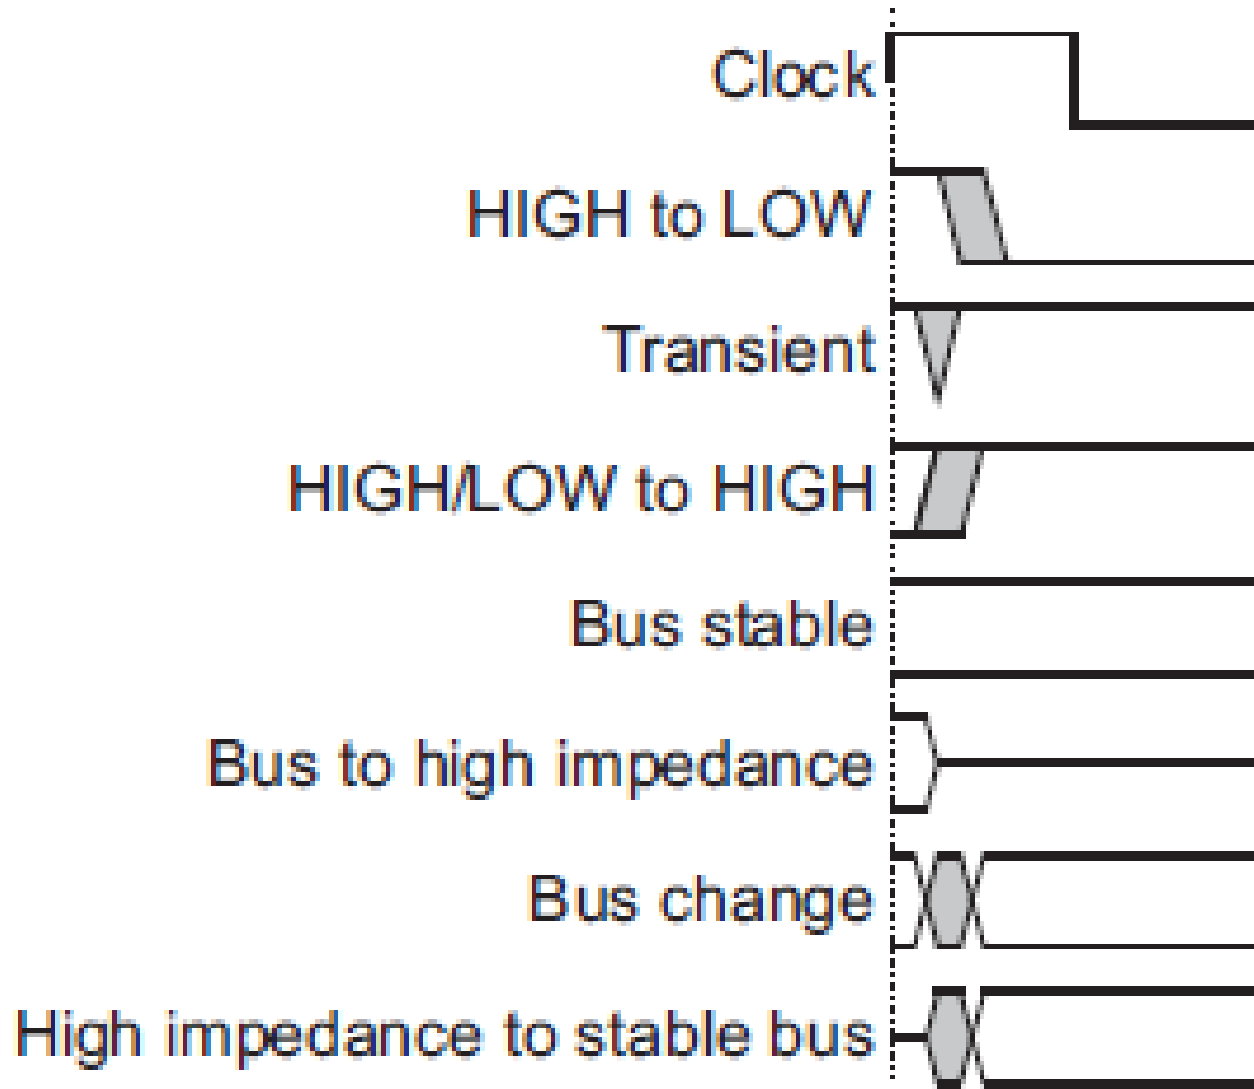 Clock
HIGH to LOW
Transient
HIGH/LOW to HIGH
Bus stable
Bus to high impedance
Bus change
High impedance to stable bus